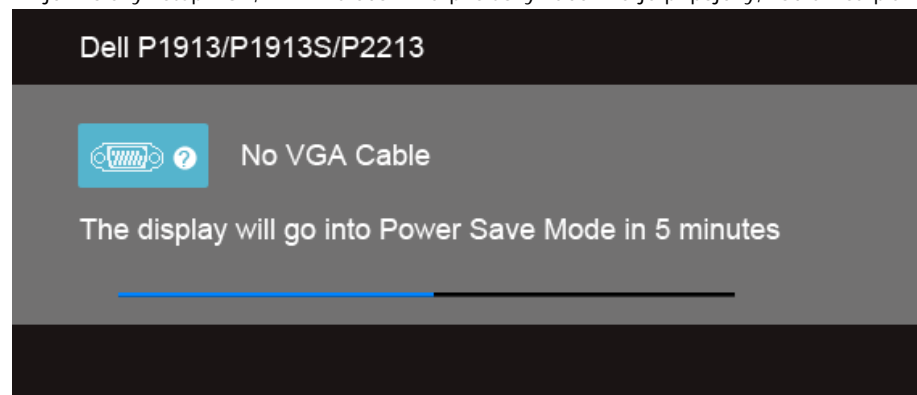 Dell P1913/P1913S/P2213
No VGA Cable
The display will go into Power Save Mode in 5 minutes